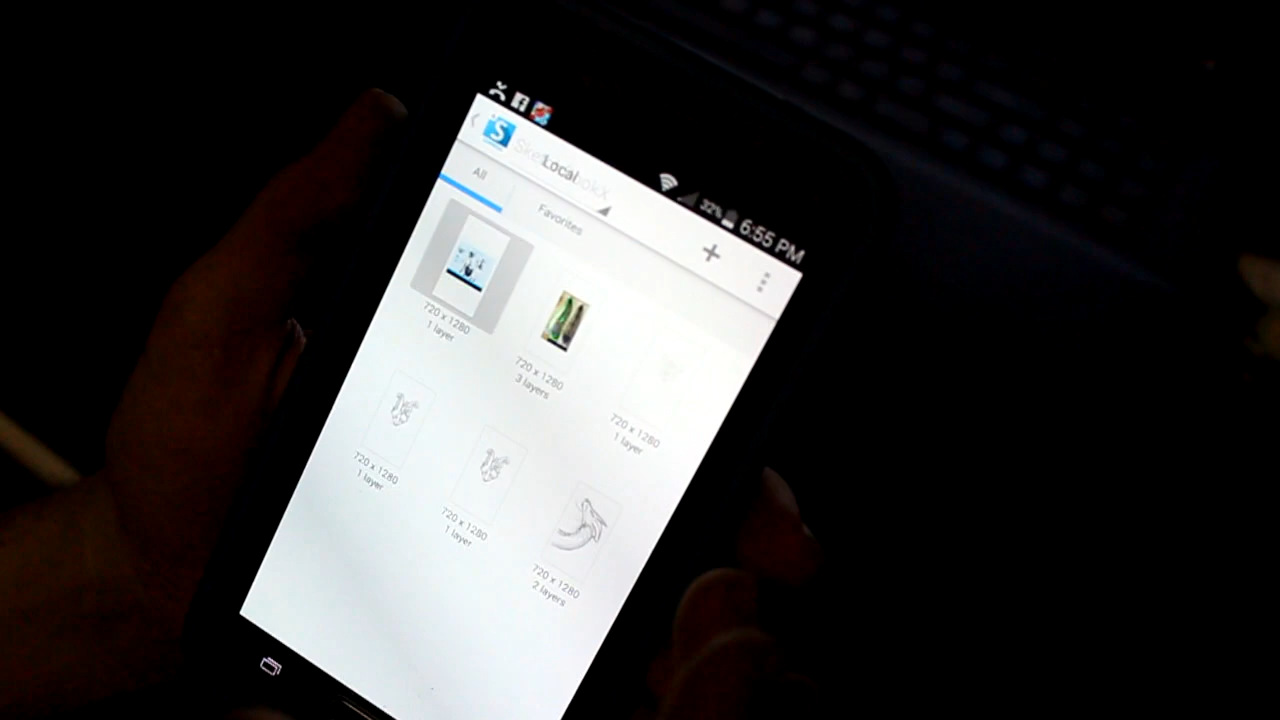 32% 6:55 PM
S
Local
All
Favorites
720 x 1280
1 layer
720 x 1280
3 layers
720 x 1280
1 layer
720 x 1280
1 layer
720 x 1280
1 layer
720 x 1280
2 layers